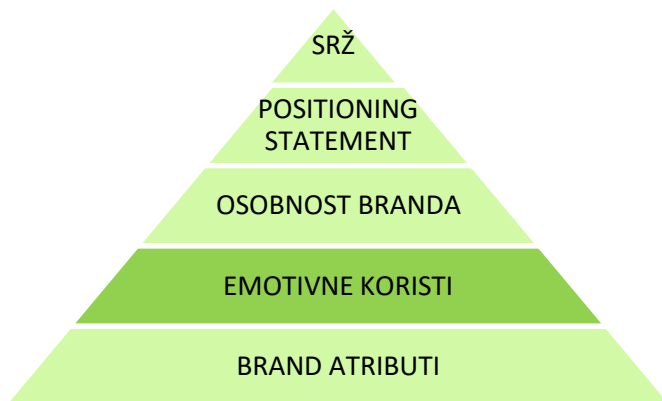 SRŽ
POSITIONING
STATEMENT
OSOBNOST BRANDA
EMOTIVNE KORISTI
BRAND ATRIBUTI